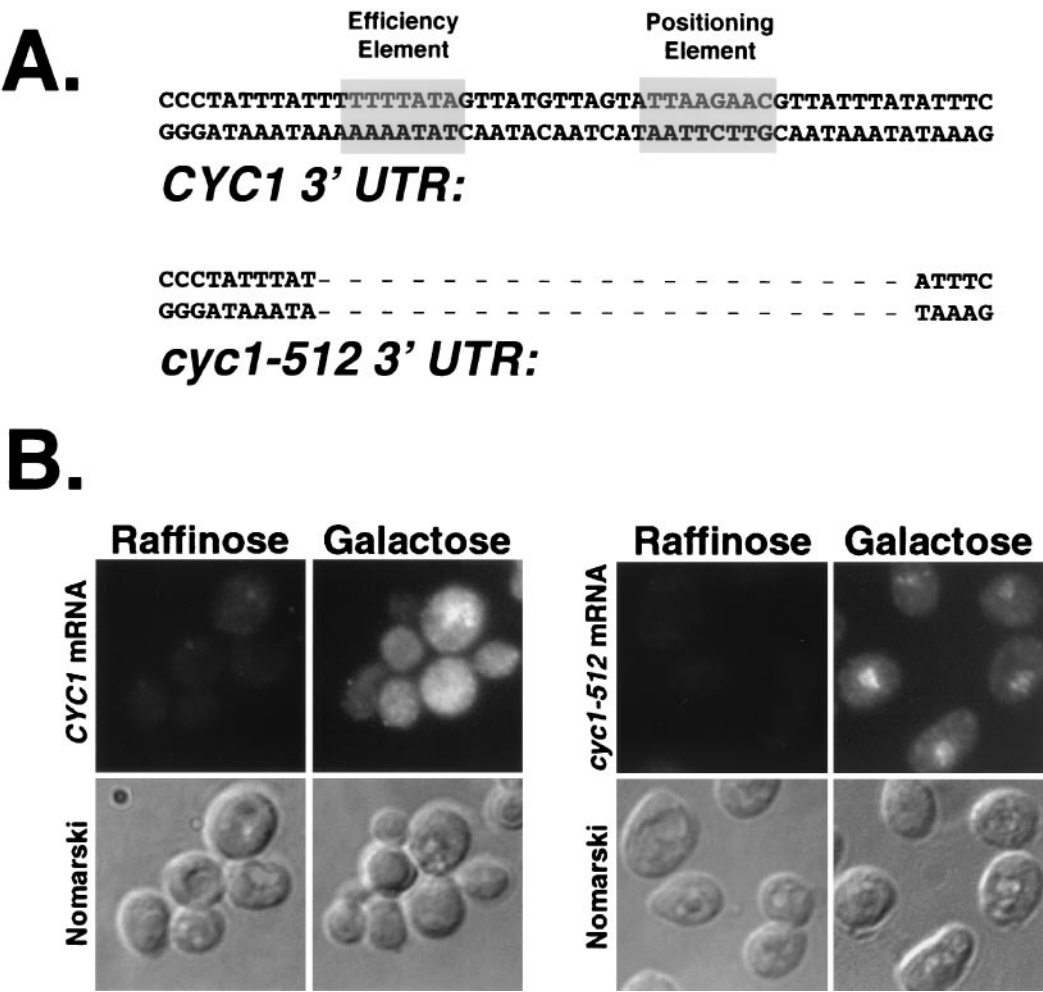 A.
Efficiency
Element
Positioning
Element
CCCTATTTATTTTTTTATAGTTATGTTAGTATTAAGAACGTTATTTATATTTC
GGGATAAATAAAAAAATATCAATACAATCATAATTCTTGCAATAAATATAAAG
CYC1 3’ UTR:
CCCTATTTAT- - - - - - - - - - - - - - - - - - - ATTTC
GGGATAAATA- - - - - - - - - - - - - - - - - - - TAAAG
cyc1-512 3’ UTR:
B.
Raffinose
Galactose
Raffinose
Galactose
CYC1 mRNA
cyc1-512 mRNA
Nomarski
Nomarski